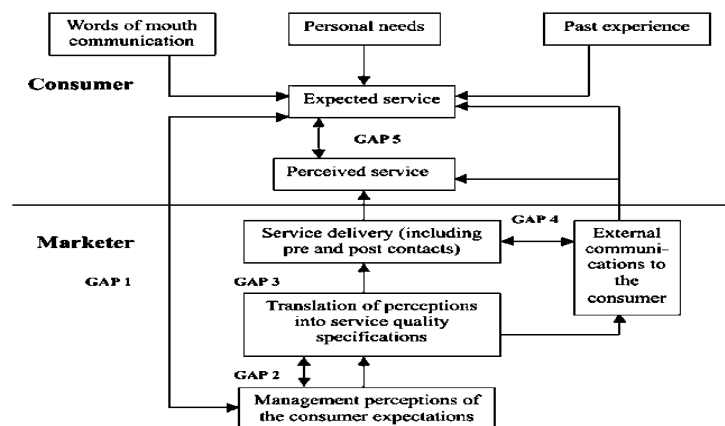 Words of mouth
communication
Personal needs
Past experience
Consumer
Expected service
GAP 5
Perceived service
Marketer
Service delivery (including
pre and post contacts)
GAP 4
External
communi-
cations to
the
consumer
GAP 1
GAP 3
Translation of perceptions
into service quality
specifications
GAP 2
Management perceptions of
the consumer expectations